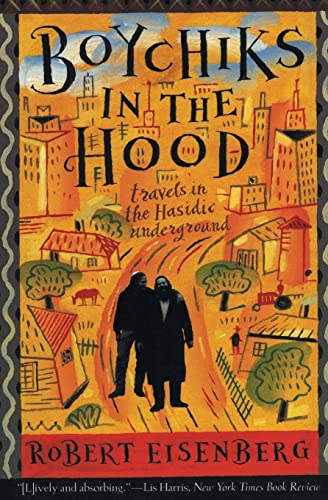 BOYCHIKS
IN THE
HOOD
travels in
the Hasidic
underground
ROBERT EISENBERG
"[L]ively and absorbing."—Lis Harris, New York Times Book Review